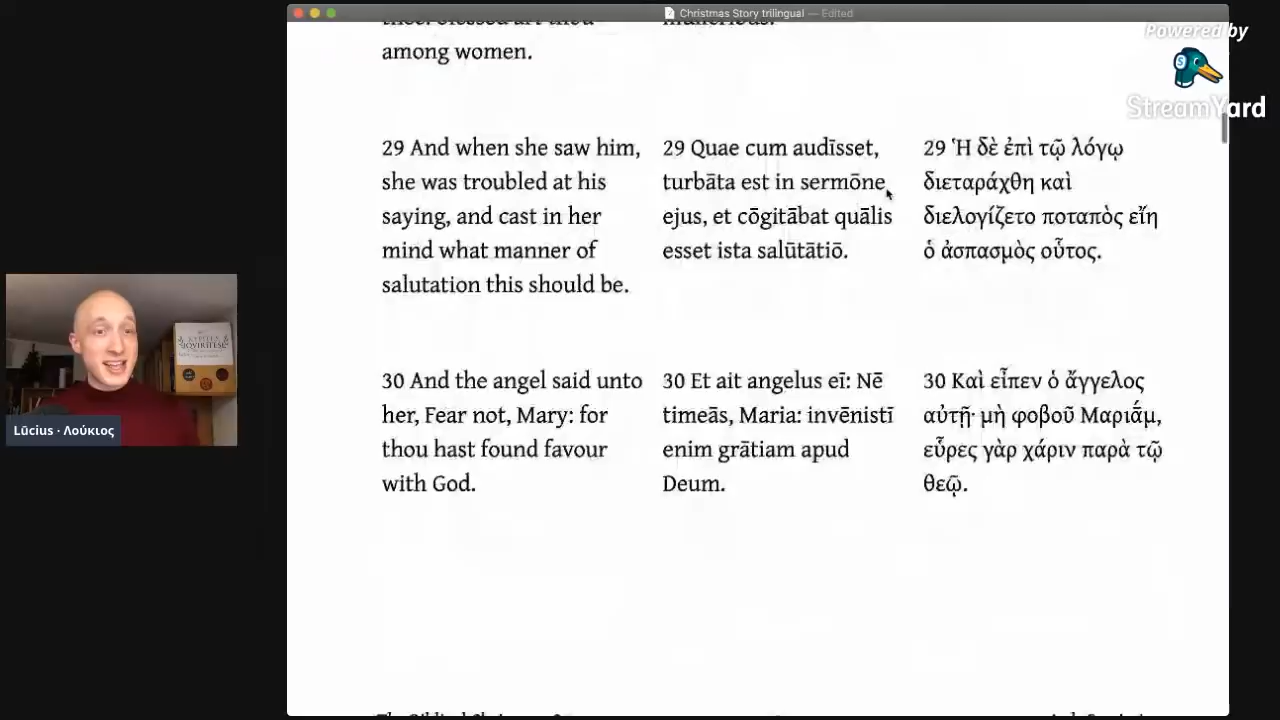 Christmas Story trilingual — Edited
Powered by
StreamYard
among women.
29 And when she saw him,
she was troubled at his
saying, and cast in her
mind what manner of
salutation this should be.
29 Quae cum audīsset,
turbāta est in sermōne
ejus, et cōgitābat quālis
esset ista salūtātiō.
29 Ἡ δὲ ἐπὶ τῷ λόγῳ
διεταράχθη καὶ
διελογίζετο ποταπὸς εἴη
ὁ ἀσπασμὸς οὗτος.
30 And the angel said unto
her, Fear not, Mary: for
thou hast found favour
with God.
30 Et ait angelus eī: Nē
timeās, Maria: invēnistī
enim grātiam apud
Deum.
30 Καὶ εἶπεν ὁ ἄγγελος
αὐτῇ· μὴ φοβοῦ Μαριά̄μ,
εὗρες γὰρ χάριν παρὰ τῷ
θεῷ.
Lūcius · Λούκιος